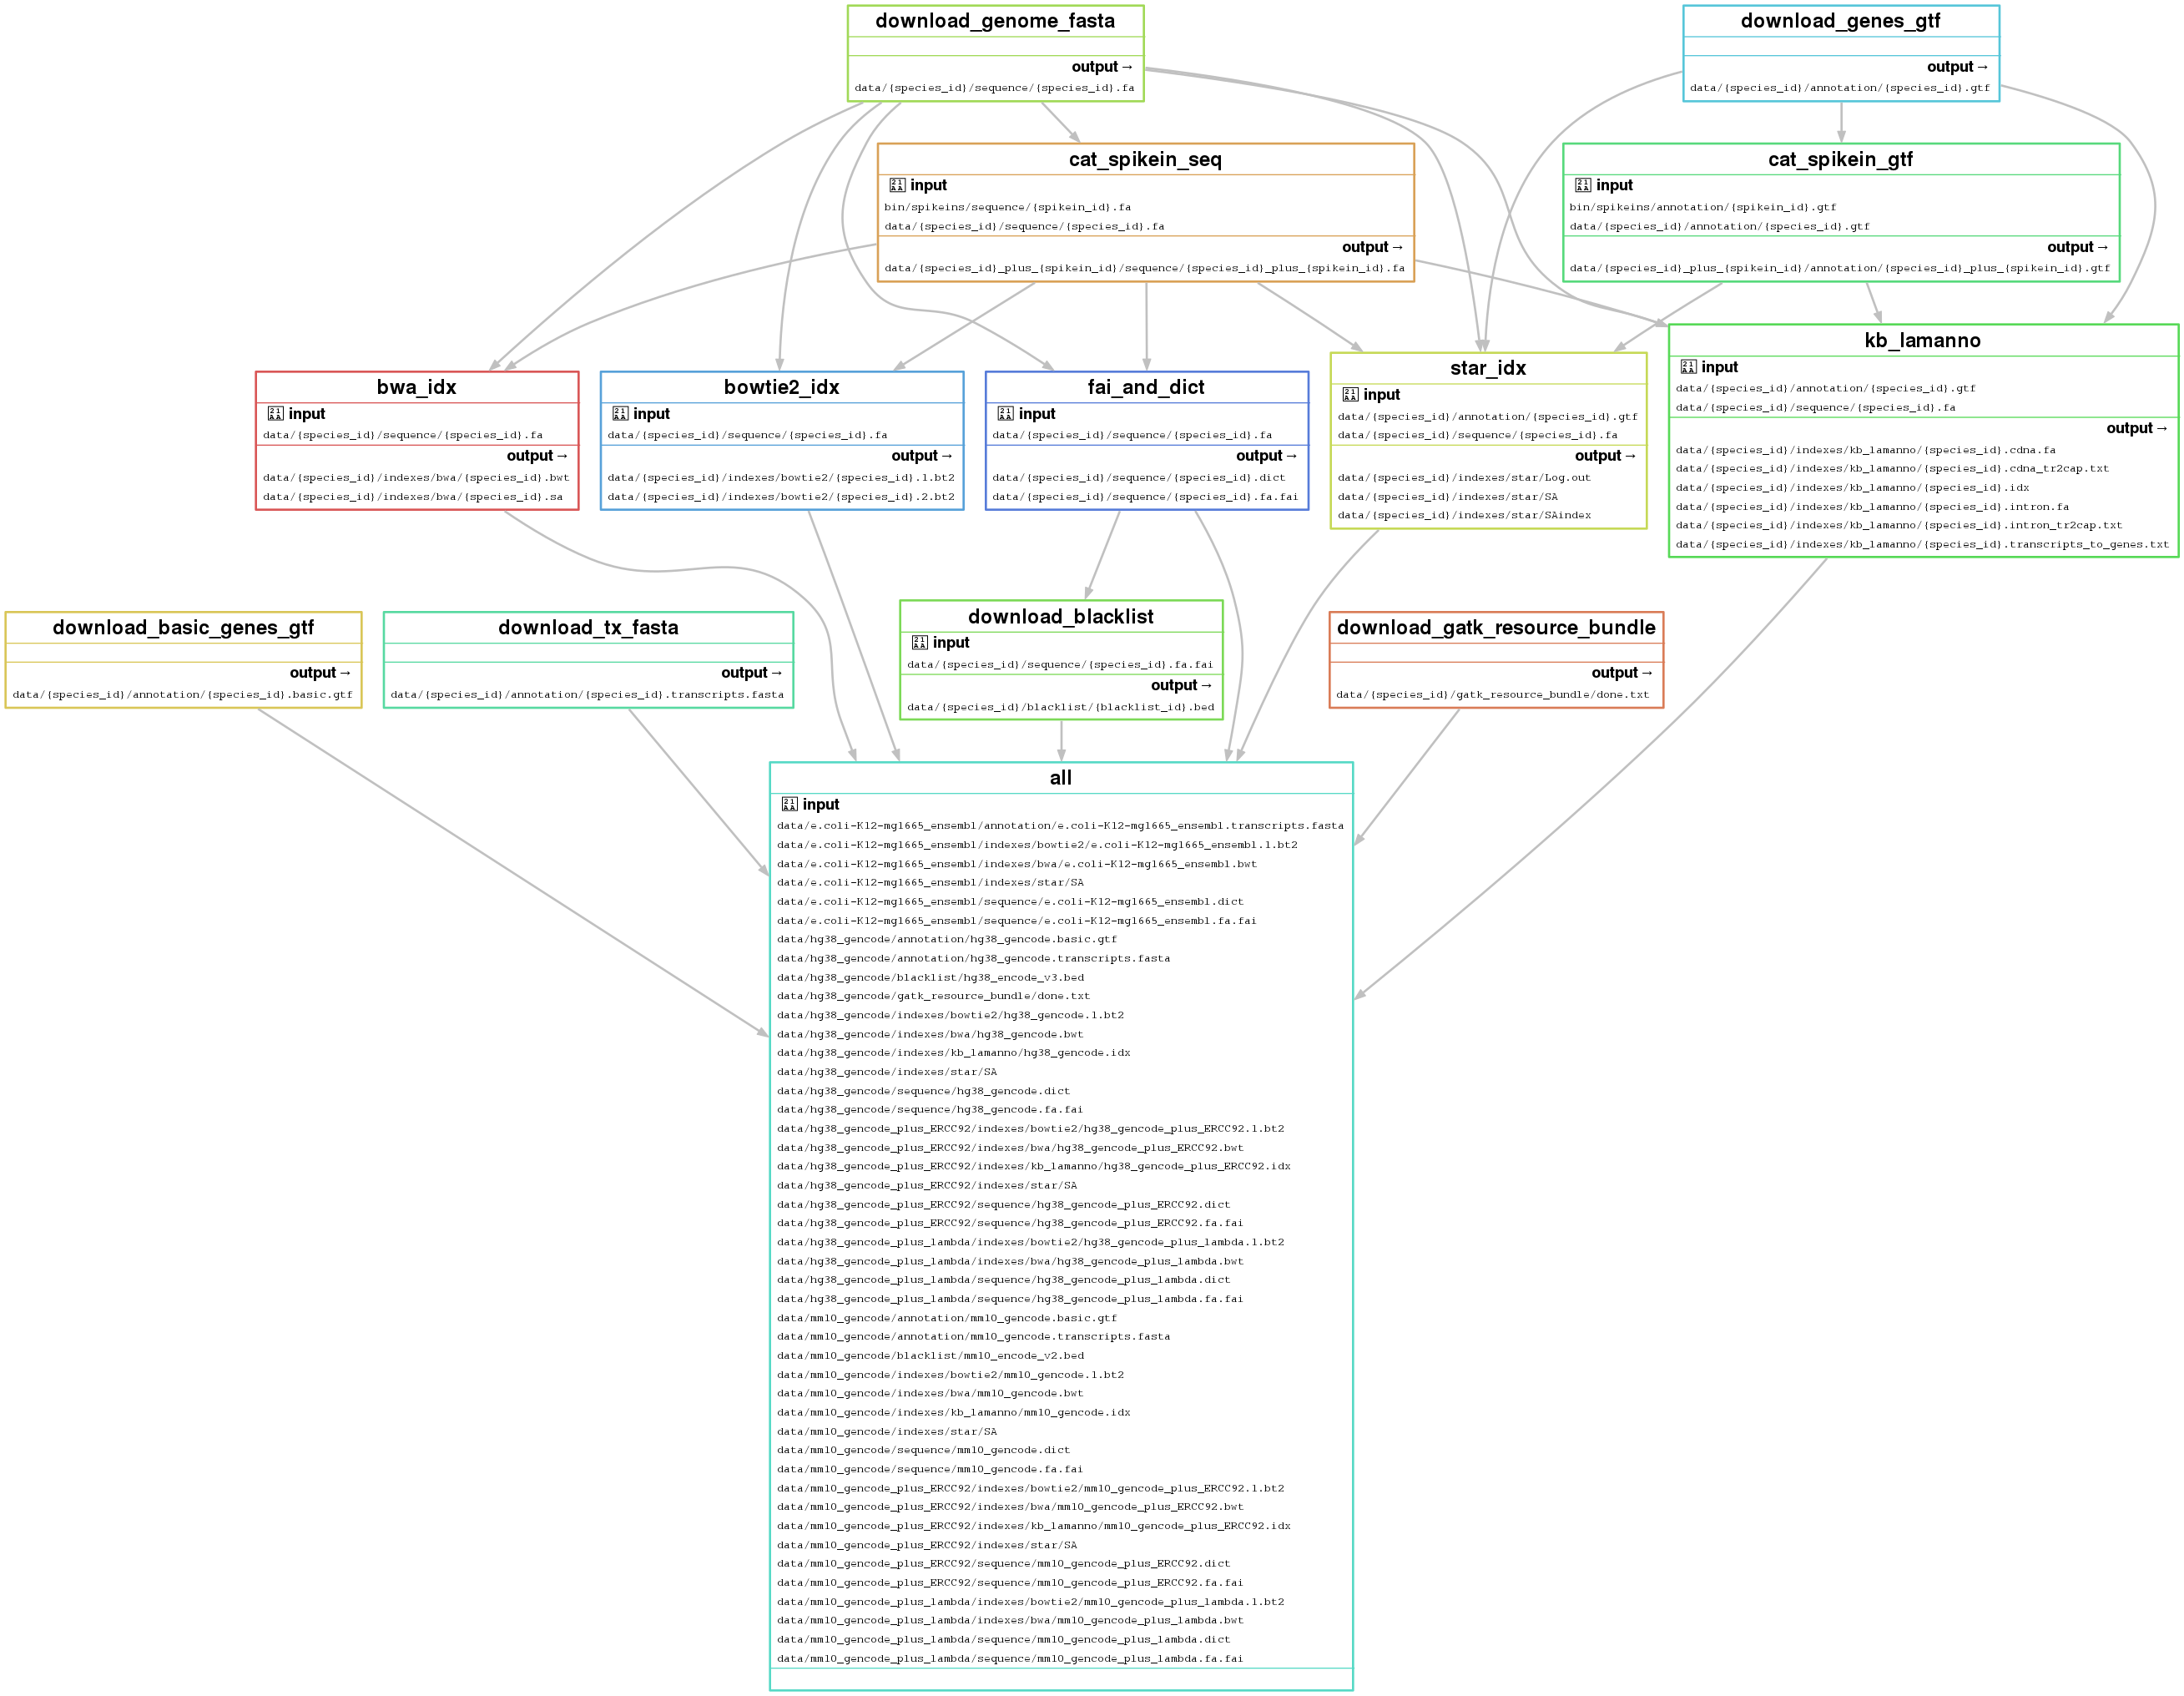 download_genome_fasta
output →
data/{species_id}/sequence/{species_id}.fa
download_genes_gtf
output →
data/{species_id}/annotation/{species_id}.gtf
cat_spikein_seq
input
bin/spikeins/sequence/{spikein_id}.fa
data/{species_id}/sequence/{species_id}.fa
output →
data/{species_id}_plus_{spikein_id}/sequence/{species_id}_plus_{spikein_id}.fa
cat_spikein_gtf
input
bin/spikeins/annotation/{spikein_id}.gtf
data/{species_id}/annotation/{species_id}.gtf
output →
data/{species_id}_plus_{spikein_id}/annotation/{species_id}_plus_{spikein_id}.gtf
bwa_idx
input
data/{species_id}/sequence/{species_id}.fa
output →
data/{species_id}/indexes/bwa/{species_id}.bwt
data/{species_id}/indexes/bwa/{species_id}.sa
bowtie2_idx
input
data/{species_id}/sequence/{species_id}.fa
output →
data/{species_id}/indexes/bowtie2/{species_id}.1.bt2
data/{species_id}/indexes/bowtie2/{species_id}.2.bt2
fai_and_dict
input
data/{species_id}/sequence/{species_id}.fa
output →
data/{species_id}/sequence/{species_id}.dict
data/{species_id}/sequence/{species_id}.fa.fai
star_idx
input
data/{species_id}/annotation/{species_id}.gtf
data/{species_id}/sequence/{species_id}.fa
output →
data/{species_id}/indexes/star/Log.out
data/{species_id}/indexes/star/SA
data/{species_id}/indexes/star/SAindex
kb_lamanno
input
data/{species_id}/annotation/{species_id}.gtf
data/{species_id}/sequence/{species_id}.fa
output →
data/{species_id}/indexes/kb_lamanno/{species_id}.cdna.fa
data/{species_id}/indexes/kb_lamanno/{species_id}.cdna_tr2cap.txt
data/{species_id}/indexes/kb_lamanno/{species_id}.idx
data/{species_id}/indexes/kb_lamanno/{species_id}.intron.fa
data/{species_id}/indexes/kb_lamanno/{species_id}.intron_tr2cap.txt
data/{species_id}/indexes/kb_lamanno/{species_id}.transcripts_to_genes.txt
download_basic_genes_gtf
output →
data/{species_id}/annotation/{species_id}.basic.gtf
download_tx_fasta
output →
data/{species_id}/annotation/{species_id}.transcripts.fasta
download_blacklist
input
data/{species_id}/sequence/{species_id}.fa.fai
output →
data/{species_id}/blacklist/{blacklist_id}.bed
download_gatk_resource_bundle
output →
data/{species_id}/gatk_resource_bundle/done.txt
all
input
data/e.coli-K12-mg1665_ensembl/annotation/e.coli-K12-mg1665_ensembl.transcripts.fasta
data/e.coli-K12-mg1665_ensembl/indexes/bowtie2/e.coli-K12-mg1665_ensembl.1.bt2
data/e.coli-K12-mg1665_ensembl/indexes/bwa/e.coli-K12-mg1665_ensembl.bwt
data/e.coli-K12-mg1665_ensembl/indexes/star/SA
data/e.coli-K12-mg1665_ensembl/sequence/e.coli-K12-mg1665_ensembl.dict
data/e.coli-K12-mg1665_ensembl/sequence/e.coli-K12-mg1665_ensembl.fa.fai
data/hg38_gencode/annotation/hg38_gencode.basic.gtf
data/hg38_gencode/annotation/hg38_gencode.transcripts.fasta
data/hg38_gencode/blacklist/hg38_encode_v3.bed
data/hg38_gencode/gatk_resource_bundle/done.txt
data/hg38_gencode/indexes/bowtie2/hg38_gencode.1.bt2
data/hg38_gencode/indexes/bwa/hg38_gencode.bwt
data/hg38_gencode/indexes/kb_lamanno/hg38_gencode.idx
data/hg38_gencode/indexes/star/SA
data/hg38_gencode/sequence/hg38_gencode.dict
data/hg38_gencode/sequence/hg38_gencode.fa.fai
data/hg38_gencode_plus_ERCC92/indexes/bowtie2/hg38_gencode_plus_ERCC92.1.bt2
data/hg38_gencode_plus_ERCC92/indexes/bwa/hg38_gencode_plus_ERCC92.bwt
data/hg38_gencode_plus_ERCC92/indexes/kb_lamanno/hg38_gencode_plus_ERCC92.idx
data/hg38_gencode_plus_ERCC92/indexes/star/SA
data/hg38_gencode_plus_ERCC92/sequence/hg38_gencode_plus_ERCC92.dict
data/hg38_gencode_plus_ERCC92/sequence/hg38_gencode_plus_ERCC92.fa.fai
data/hg38_gencode_plus_lambda/indexes/bowtie2/hg38_gencode_plus_lambda.1.bt2
data/hg38_gencode_plus_lambda/indexes/bwa/hg38_gencode_plus_lambda.bwt
data/hg38_gencode_plus_lambda/sequence/hg38_gencode_plus_lambda.dict
data/hg38_gencode_plus_lambda/sequence/hg38_gencode_plus_lambda.fa.fai
data/mm10_gencode/annotation/mm10_gencode.basic.gtf
data/mm10_gencode/annotation/mm10_gencode.transcripts.fasta
data/mm10_gencode/blacklist/mm10_encode_v2.bed
data/mm10_gencode/indexes/bowtie2/mm10_gencode.1.bt2
data/mm10_gencode/indexes/bwa/mm10_gencode.bwt
data/mm10_gencode/indexes/kb_lamanno/mm10_gencode.idx
data/mm10_gencode/indexes/star/SA
data/mm10_gencode/sequence/mm10_gencode.dict
data/mm10_gencode/sequence/mm10_gencode.fa.fai
data/mm10_gencode_plus_ERCC92/indexes/bowtie2/mm10_gencode_plus_ERCC92.1.bt2
data/mm10_gencode_plus_ERCC92/indexes/bwa/mm10_gencode_plus_ERCC92.bwt
data/mm10_gencode_plus_ERCC92/indexes/kb_lamanno/mm10_gencode_plus_ERCC92.idx
data/mm10_gencode_plus_ERCC92/indexes/star/SA
data/mm10_gencode_plus_ERCC92/sequence/mm10_gencode_plus_ERCC92.dict
data/mm10_gencode_plus_ERCC92/sequence/mm10_gencode_plus_ERCC92.fa.fai
data/mm10_gencode_plus_lambda/indexes/bowtie2/mm10_gencode_plus_lambda.1.bt2
data/mm10_gencode_plus_lambda/indexes/bwa/mm10_gencode_plus_lambda.bwt
data/mm10_gencode_plus_lambda/sequence/mm10_gencode_plus_lambda.dict
data/mm10_gencode_plus_lambda/sequence/mm10_gencode_plus_lambda.fa.fai